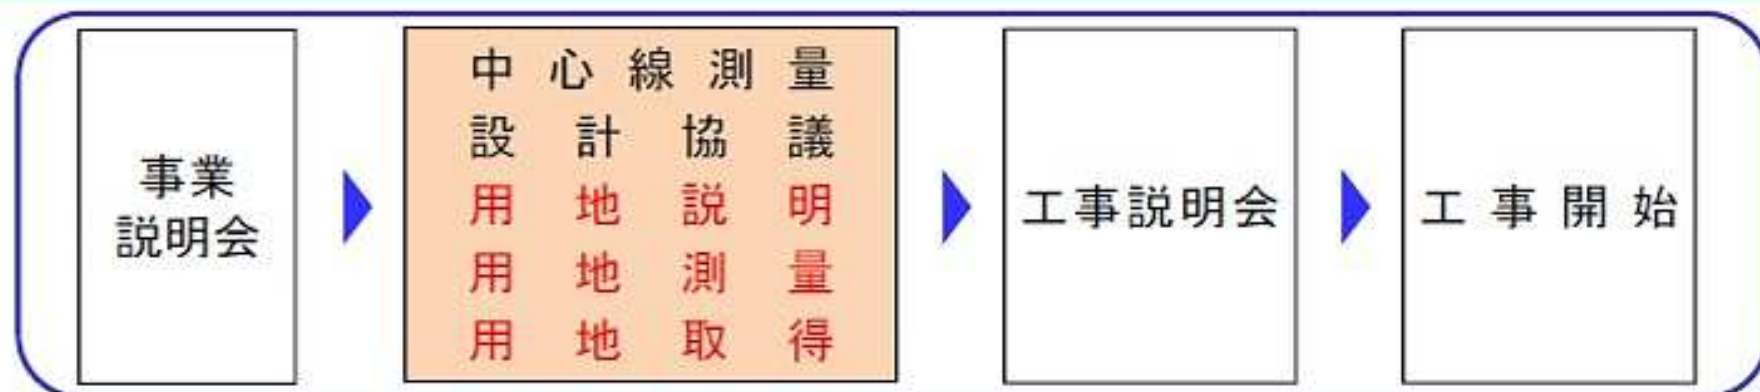 事業
説明会
中心線測量
設計協議
用地説明
用地測量
用地取得
工事説明会
工事開始